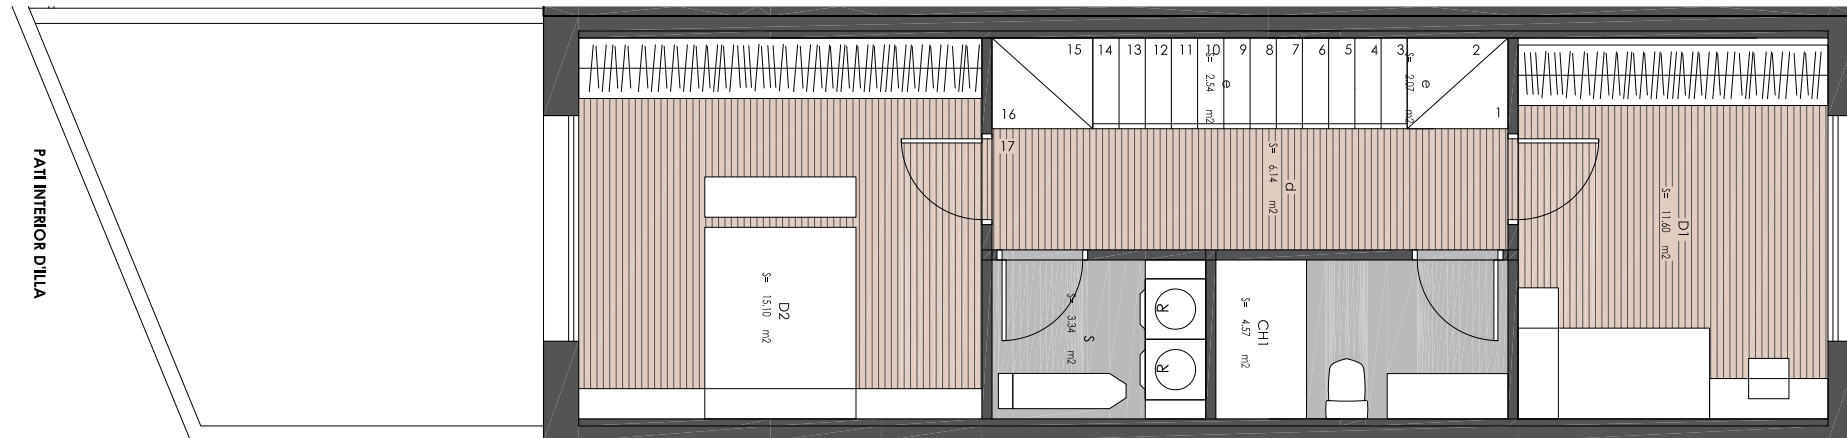 PATI INTERIOR D'ILLA
15 14 13 12 11 10 9 8 7 6 5 4 3 2
16
1
17
e
S= 2.54 m2
e
S= 2.07 m2
d
S= 6.14 m2
D1
S= 11.60 m2
D2
S= 15.10 m2
S
S= 3.34 m2
R
R
CH1
S= 4.57 m2